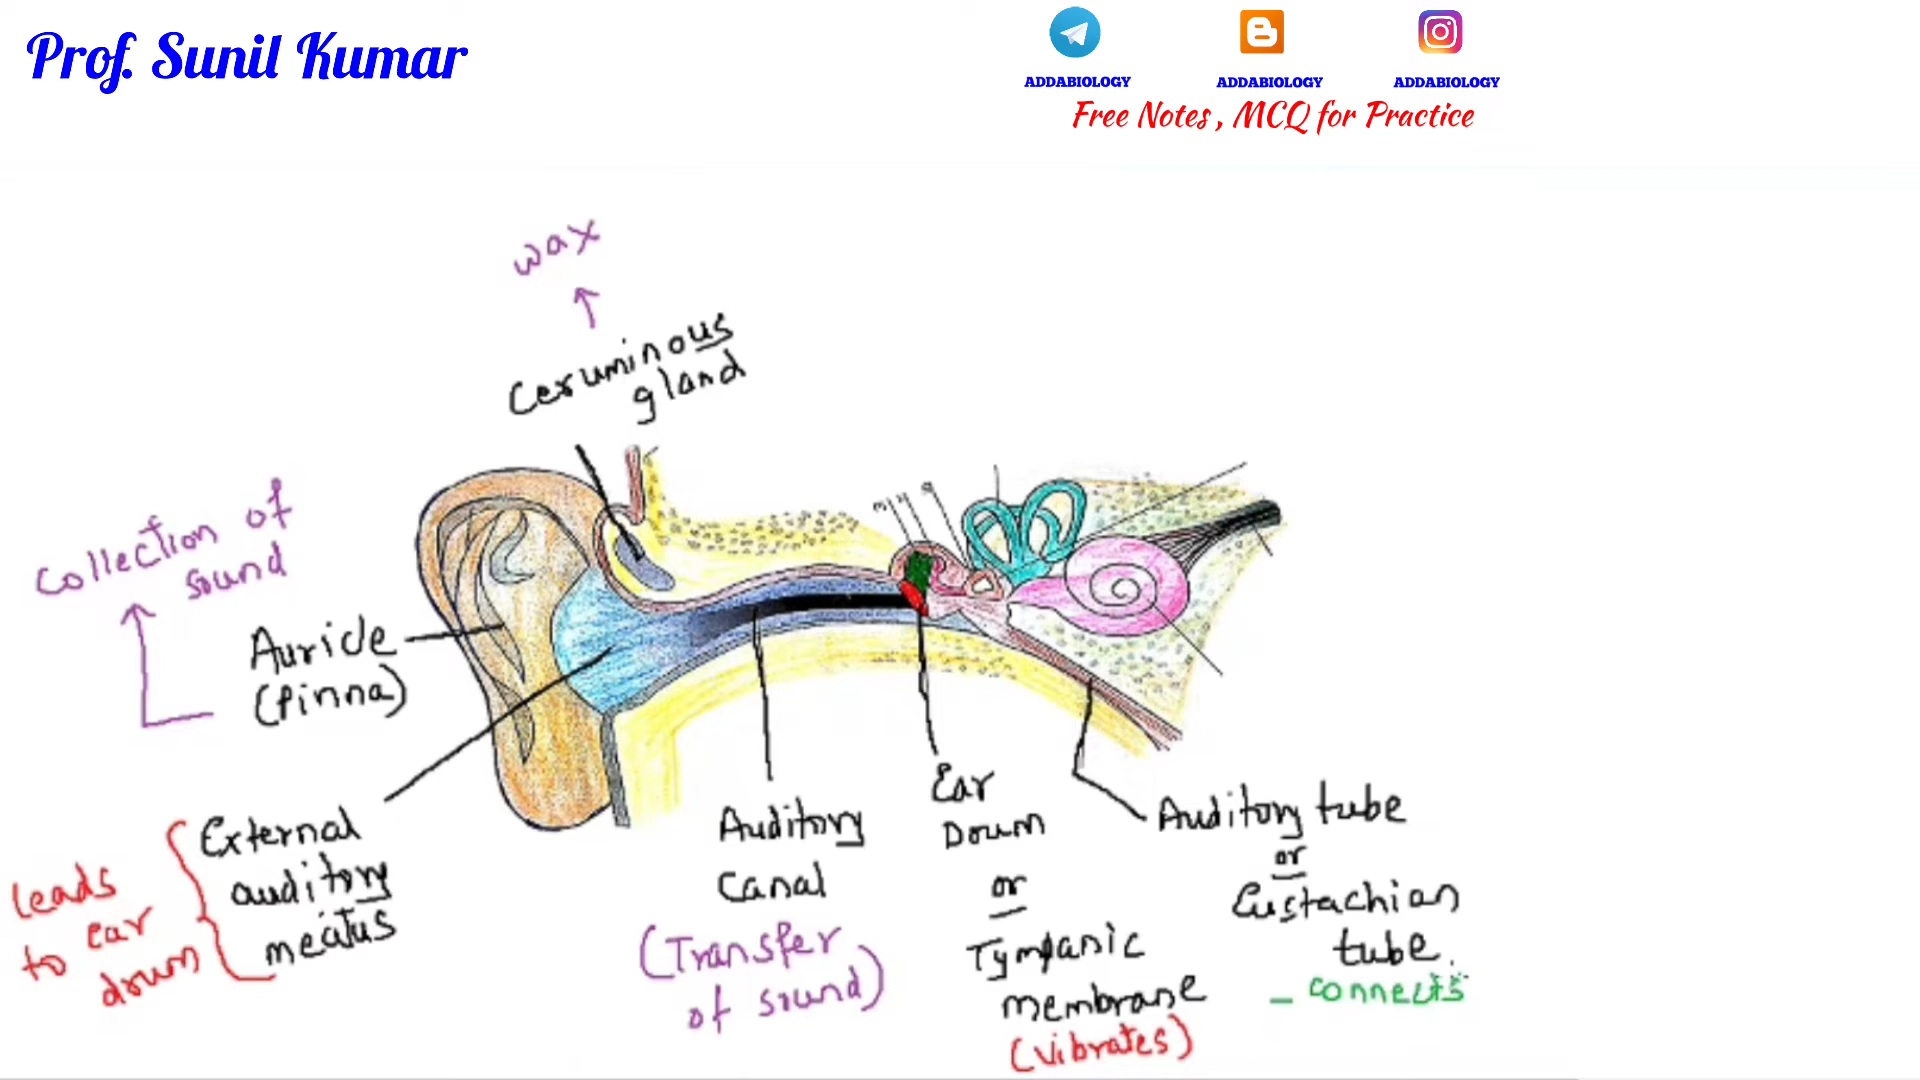 Prof. Sunil Kumar
ADDABIOLOGY
ADDABIOLOGY
ADDABIOLOGY
Free Notes , MCQ for Practice
wax
Ceruminous
gland
Collection of
sound
Auricle
(Pinna)
External
auditory
meatus
leads
to ear
drum
Auditory
Canal
(Transfer
of sound)
Ear
Drum
or
Tympanic
membrane
(vibrates)
Auditory tube
or
Eustachian
tube.
- connects